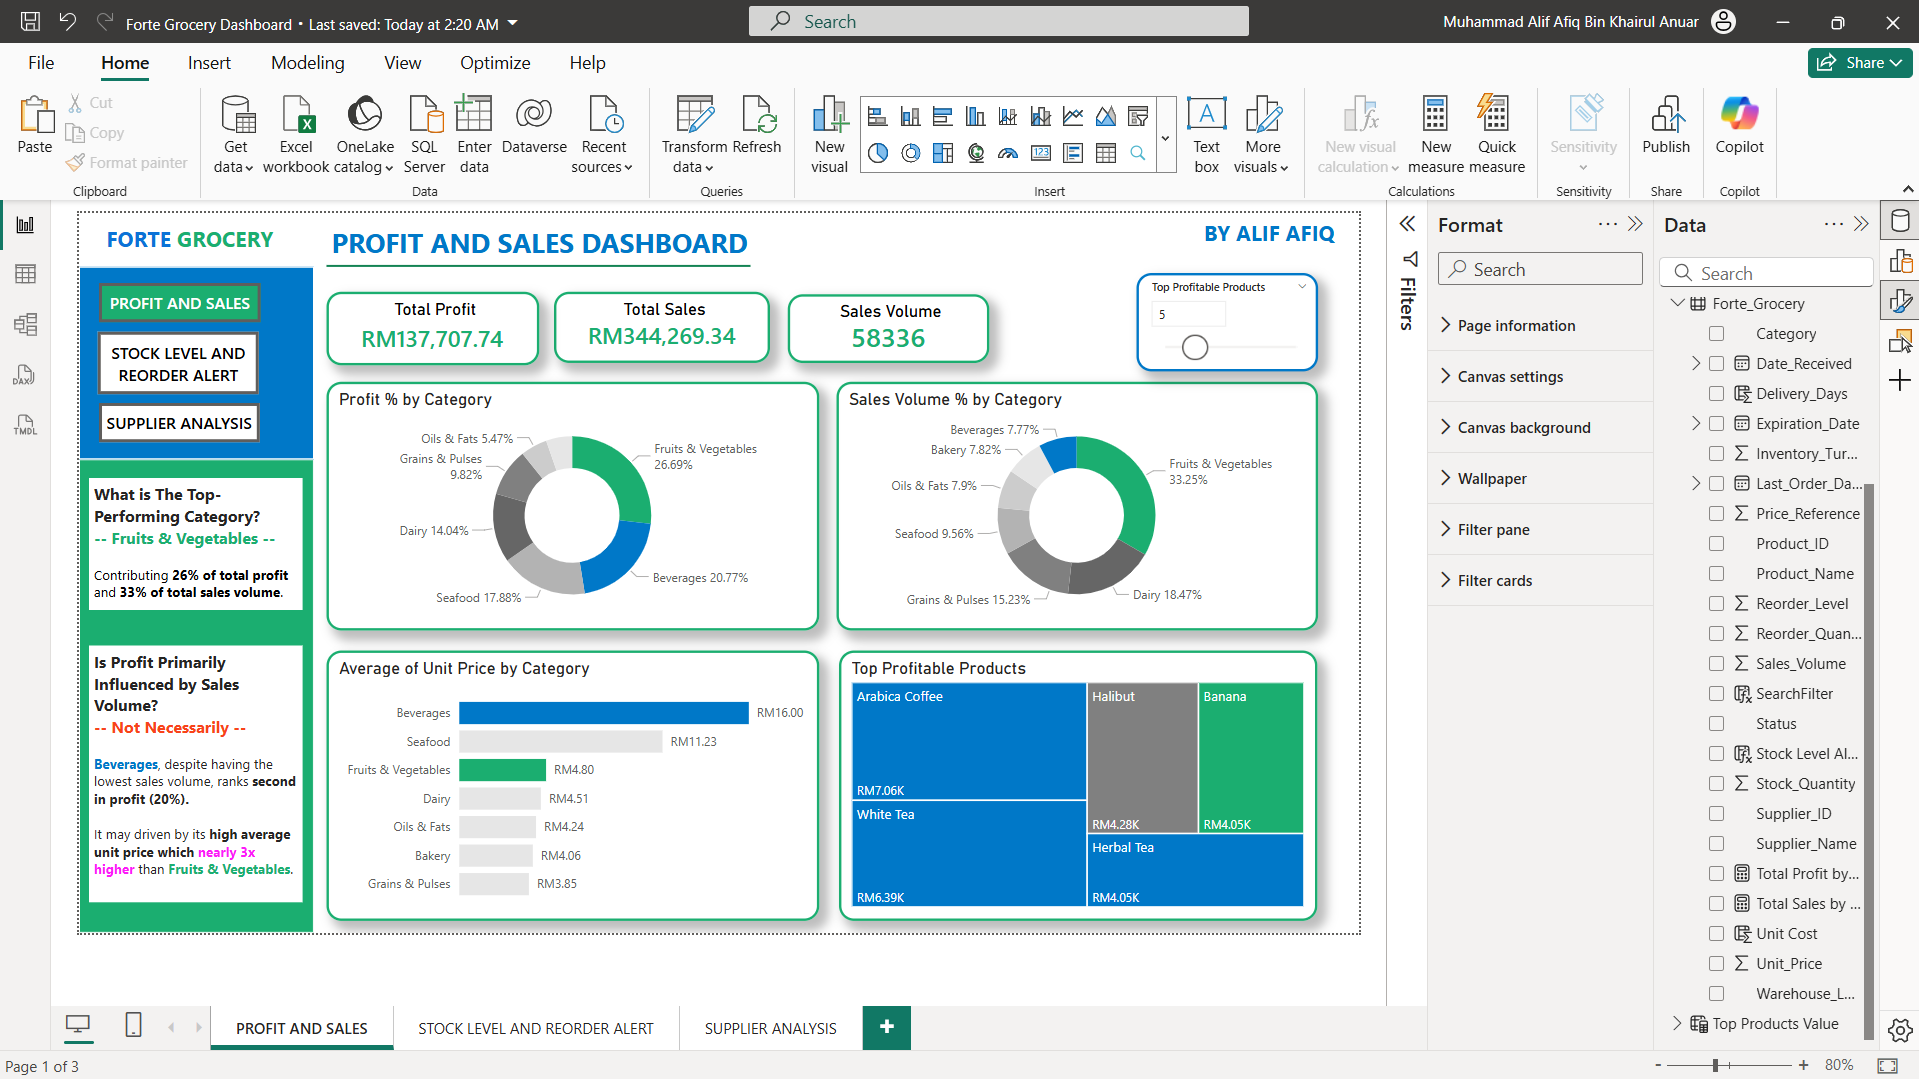 Forte Grocery Dashboard • Last saved: Today at 2:20 AM
Search
Muhammad Alif Afiq Bin Khairul Anuar
File
Home
Insert
Modeling
View
Optimize
Help
Share
Paste
Cut
Copy
Format painter
Clipboard
Get
data
Excel
workbook
OneLake
catalog
SQL
Server
Enter
data
Dataverse
Recent
sources
Data
Transform
data
Refresh
Queries
New
visual
Text
box
More
visuals
Insert
New visual
calculation
New
measure
Quick
measure
Calculations
Sensitivity
Sensitivity
Publish
Share
Copilot
Copilot
DAX
TMDL
FORTE GROCERY
PROFIT AND SALES DASHBOARD
BY ALIF AFIQ
PROFIT AND SALES
STOCK LEVEL AND
REORDER ALERT
SUPPLIER ANALYSIS
Total Profit
RM137,707.74
Total Sales
RM344,269.34
Sales Volume
58336
Top Profitable Products
5
What is The Top-
Performing Category?
-- Fruits & Vegetables --
Contributing 26% of total profit
and 33% of total sales volume.
Is Profit Primarily
Influenced by Sales
Volume?
-- Not Necessarily --
Beverages, despite having the
lowest sales volume, ranks second
in profit (20%).
It may driven by its high average
unit price which nearly 3x
higher than Fruits & Vegetables.
Profit % by Category
Oils & Fats 5.47%
Grains & Pulses
9.82%
Dairy 14.04%
Seafood 17.88%
Fruits & Vegetables
26.69%
Beverages 20.77%
Sales Volume % by Category
Beverages 7.77%
Bakery 7.82%
Oils & Fats 7.9%
Seafood 9.56%
Grains & Pulses 15.23%
Fruits & Vegetables
33.25%
Dairy 18.47%
Average of Unit Price by Category
Beverages RM16.00
Seafood RM11.23
Fruits & Vegetables RM4.80
Dairy RM4.51
Oils & Fats RM4.24
Bakery RM4.06
Grains & Pulses RM3.85
Top Profitable Products
Arabica Coffee
RM7.06K
White Tea
RM6.39K
Halibut
RM4.28K
Banana
RM4.05K
Herbal Tea
RM4.05K
Filters
Format
Search
Page information
Canvas settings
Canvas background
Wallpaper
Filter pane
Filter cards
Data
Search
Forte_Grocery
Category
Date_Received
Delivery_Days
Expiration_Date
Inventory_Tur...
Last_Order_Da...
Price_Reference
Product_ID
Product_Name
Reorder_Level
Reorder_Quan...
Sales_Volume
SearchFilter
Status
Stock Level Al...
Stock_Quantity
Supplier_ID
Supplier_Name
Total Profit by...
Total Sales by ...
Unit Cost
Unit_Price
Warehouse_L...
Top Products Value
PROFIT AND SALES
STOCK LEVEL AND REORDER ALERT
SUPPLIER ANALYSIS
+
Page 1 of 3
- + 80%